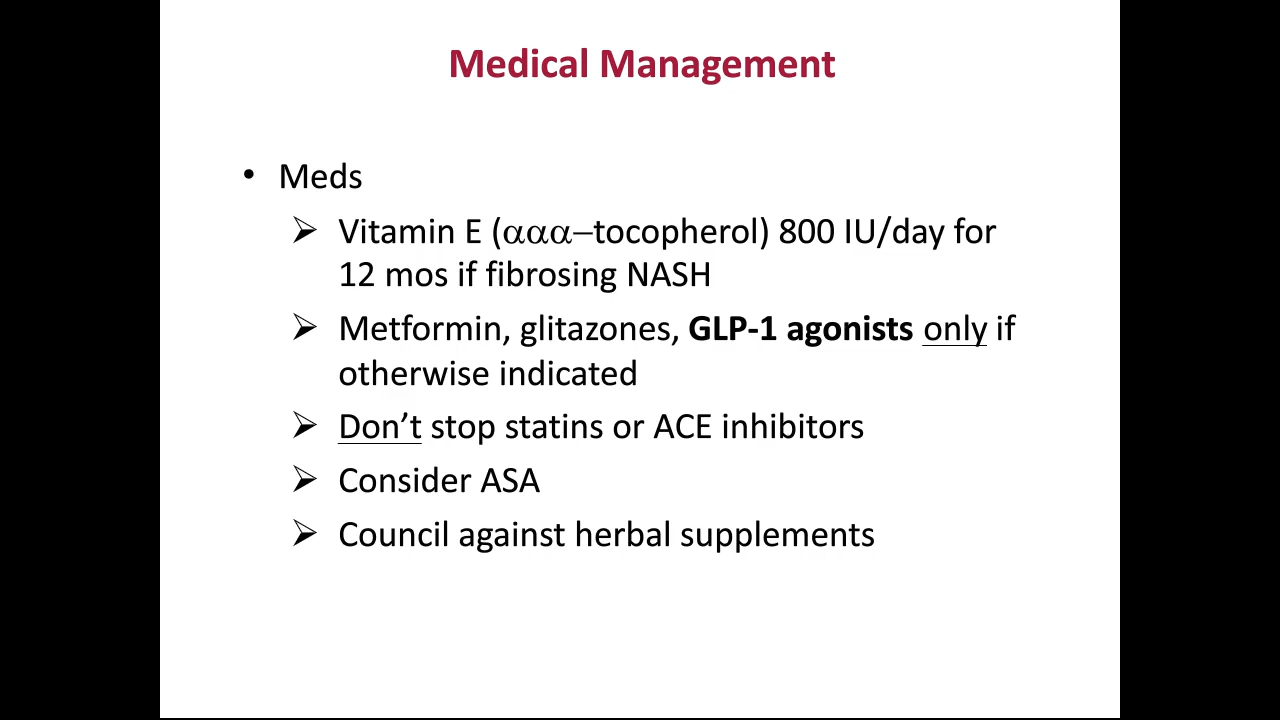 Medical Management
• Meds
➢ Vitamin E (ααα–tocopherol) 800 IU/day for
12 mos if fibrosing NASH
➢ Metformin, glitazones, GLP-1 agonists only if
otherwise indicated
➢ Don’t stop statins or ACE inhibitors
➢ Consider ASA
➢ Council against herbal supplements